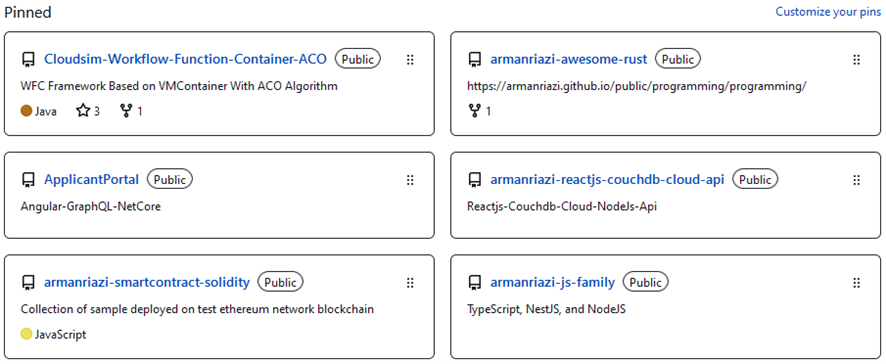 Pinned
Customize your pins
Cloudsim-Workflow-Function-Container-ACO Public
WFC Framework Based on VMContainer With ACO Algorithm
Java 3 1
armanriazi-awesome-rust Public
https://armanriazi.github.io/public/programming/programming/
1
ApplicantPortal Public
Angular-GraphQL-NetCore
armanriazi-reactjs-couchdb-cloud-api Public
Reactjs-Couchdb-Cloud-NodeJs-Api
armanriazi-smartcontract-solidity Public
Collection of sample deployed on test ethereum network blockchain
JavaScript
armanriazi-js-family Public
TypeScript, NestJS, and NodeJS